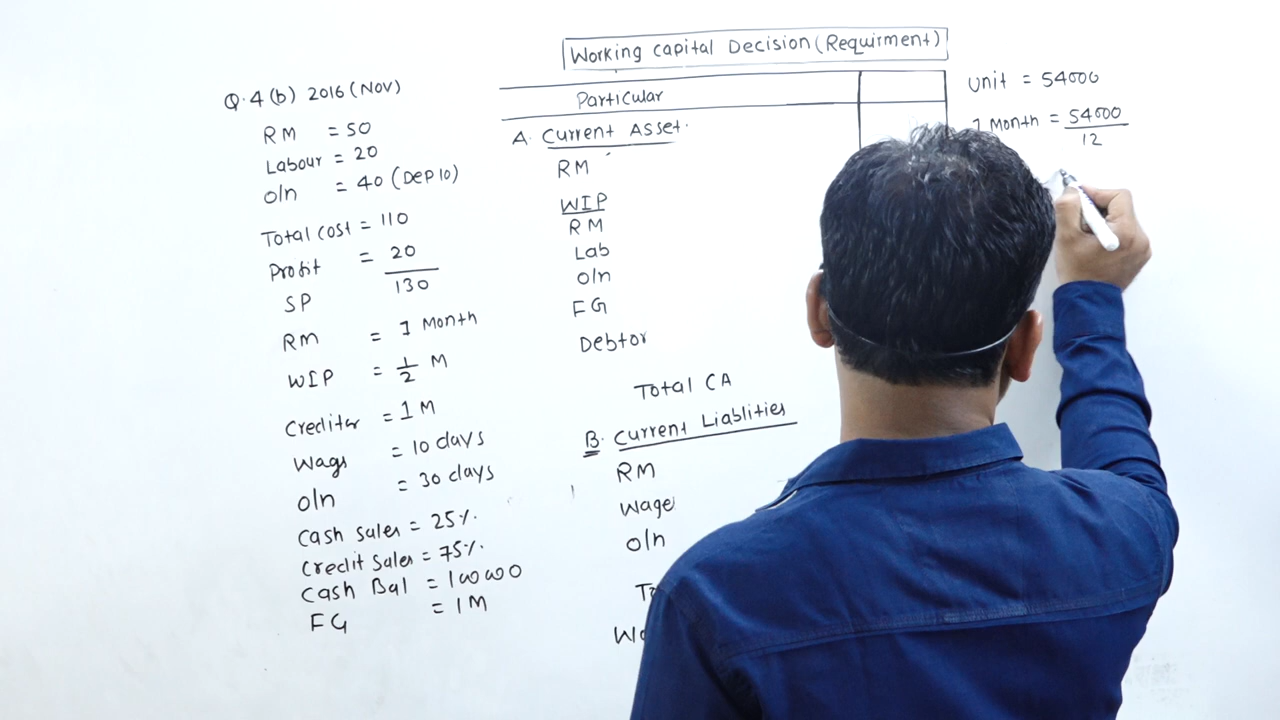 Working Capital Decision (Requirment)
Q.4 (b) 2016 (Nov)
RM = 50
Labour = 20
O/n = 40 (Dep 10)
Total cost = 110
Profit = 20
130
SP
RM = 1 Month
WIP = 1/2 M
Crediter = 1 M
Wags = 10 days
O/n = 30 days
Cash Sales = 25%.
Credit Sales = 75%.
Cash Bal = 100000
FG = 1 M
Particular
A. Current Asset.
RM
WIP
RM
Lab
O/n
FG
Debtor
Total CA
B. Current Liablities
RM
Wage
O/n
Unit = 54000
1 Month = 54000
12